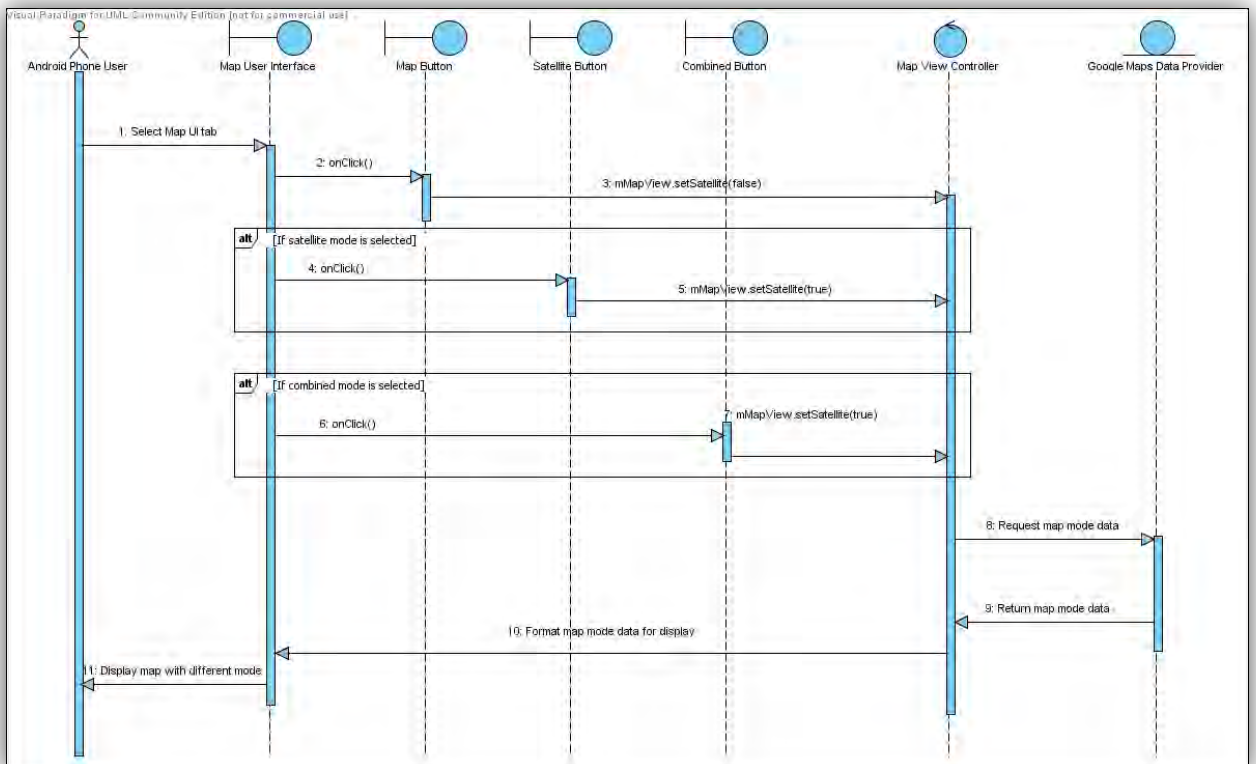 Visual Paradigm for UML Community Edition [not for commercial use]
Android Phone User
Map User Interface
Map Button
Satellite Button
Combined Button
Map View Controller
Google Maps Data Provider
1. Select Map UI tab
2: onClick()
3: mMapView.setSatellite(false)
alt
[If satellite mode is selected]
4: onClick()
5: mMapView.setSatellite(true)
alt
[If combined mode is selected]
7: mMapView.setSatellite(true)
6: onClick()
8: Request map mode data
9: Return map mode data
10: Format map mode data for display
11: Display map with different mode